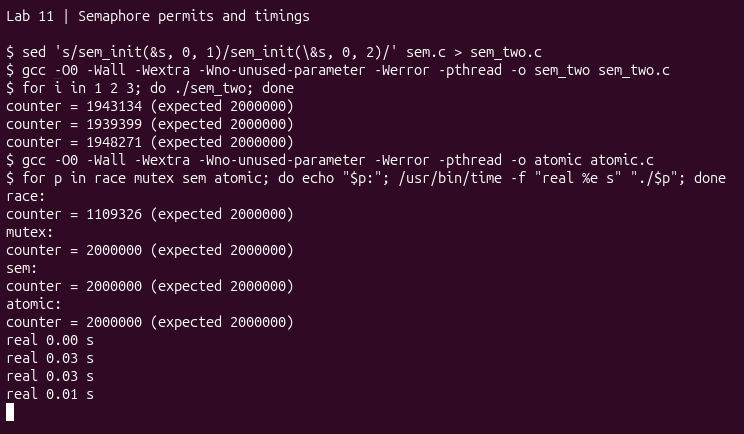 Lab 11 | Semaphore permits and timings
$ sed 's/sem_init(&s, 0, 1)/sem_init(\&s, 0, 2)/' sem.c > sem_two.c
$ gcc -O0 -Wall -Wextra -Wno-unused-parameter -Werror -pthread -o sem_two sem_two.c
$ for i in 1 2 3; do ./sem_two; done
counter = 1943134 (expected 2000000)
counter = 1939399 (expected 2000000)
counter = 1948271 (expected 2000000)
$ gcc -O0 -Wall -Wextra -Wno-unused-parameter -Werror -pthread -o atomic atomic.c
$ for p in race mutex sem atomic; do echo "$p:"; /usr/bin/time -f "real %e s" "./$p"; done
race:
counter = 1109326 (expected 2000000)
mutex:
counter = 2000000 (expected 2000000)
sem:
counter = 2000000 (expected 2000000)
atomic:
counter = 2000000 (expected 2000000)
real 0.00 s
real 0.03 s
real 0.03 s
real 0.01 s